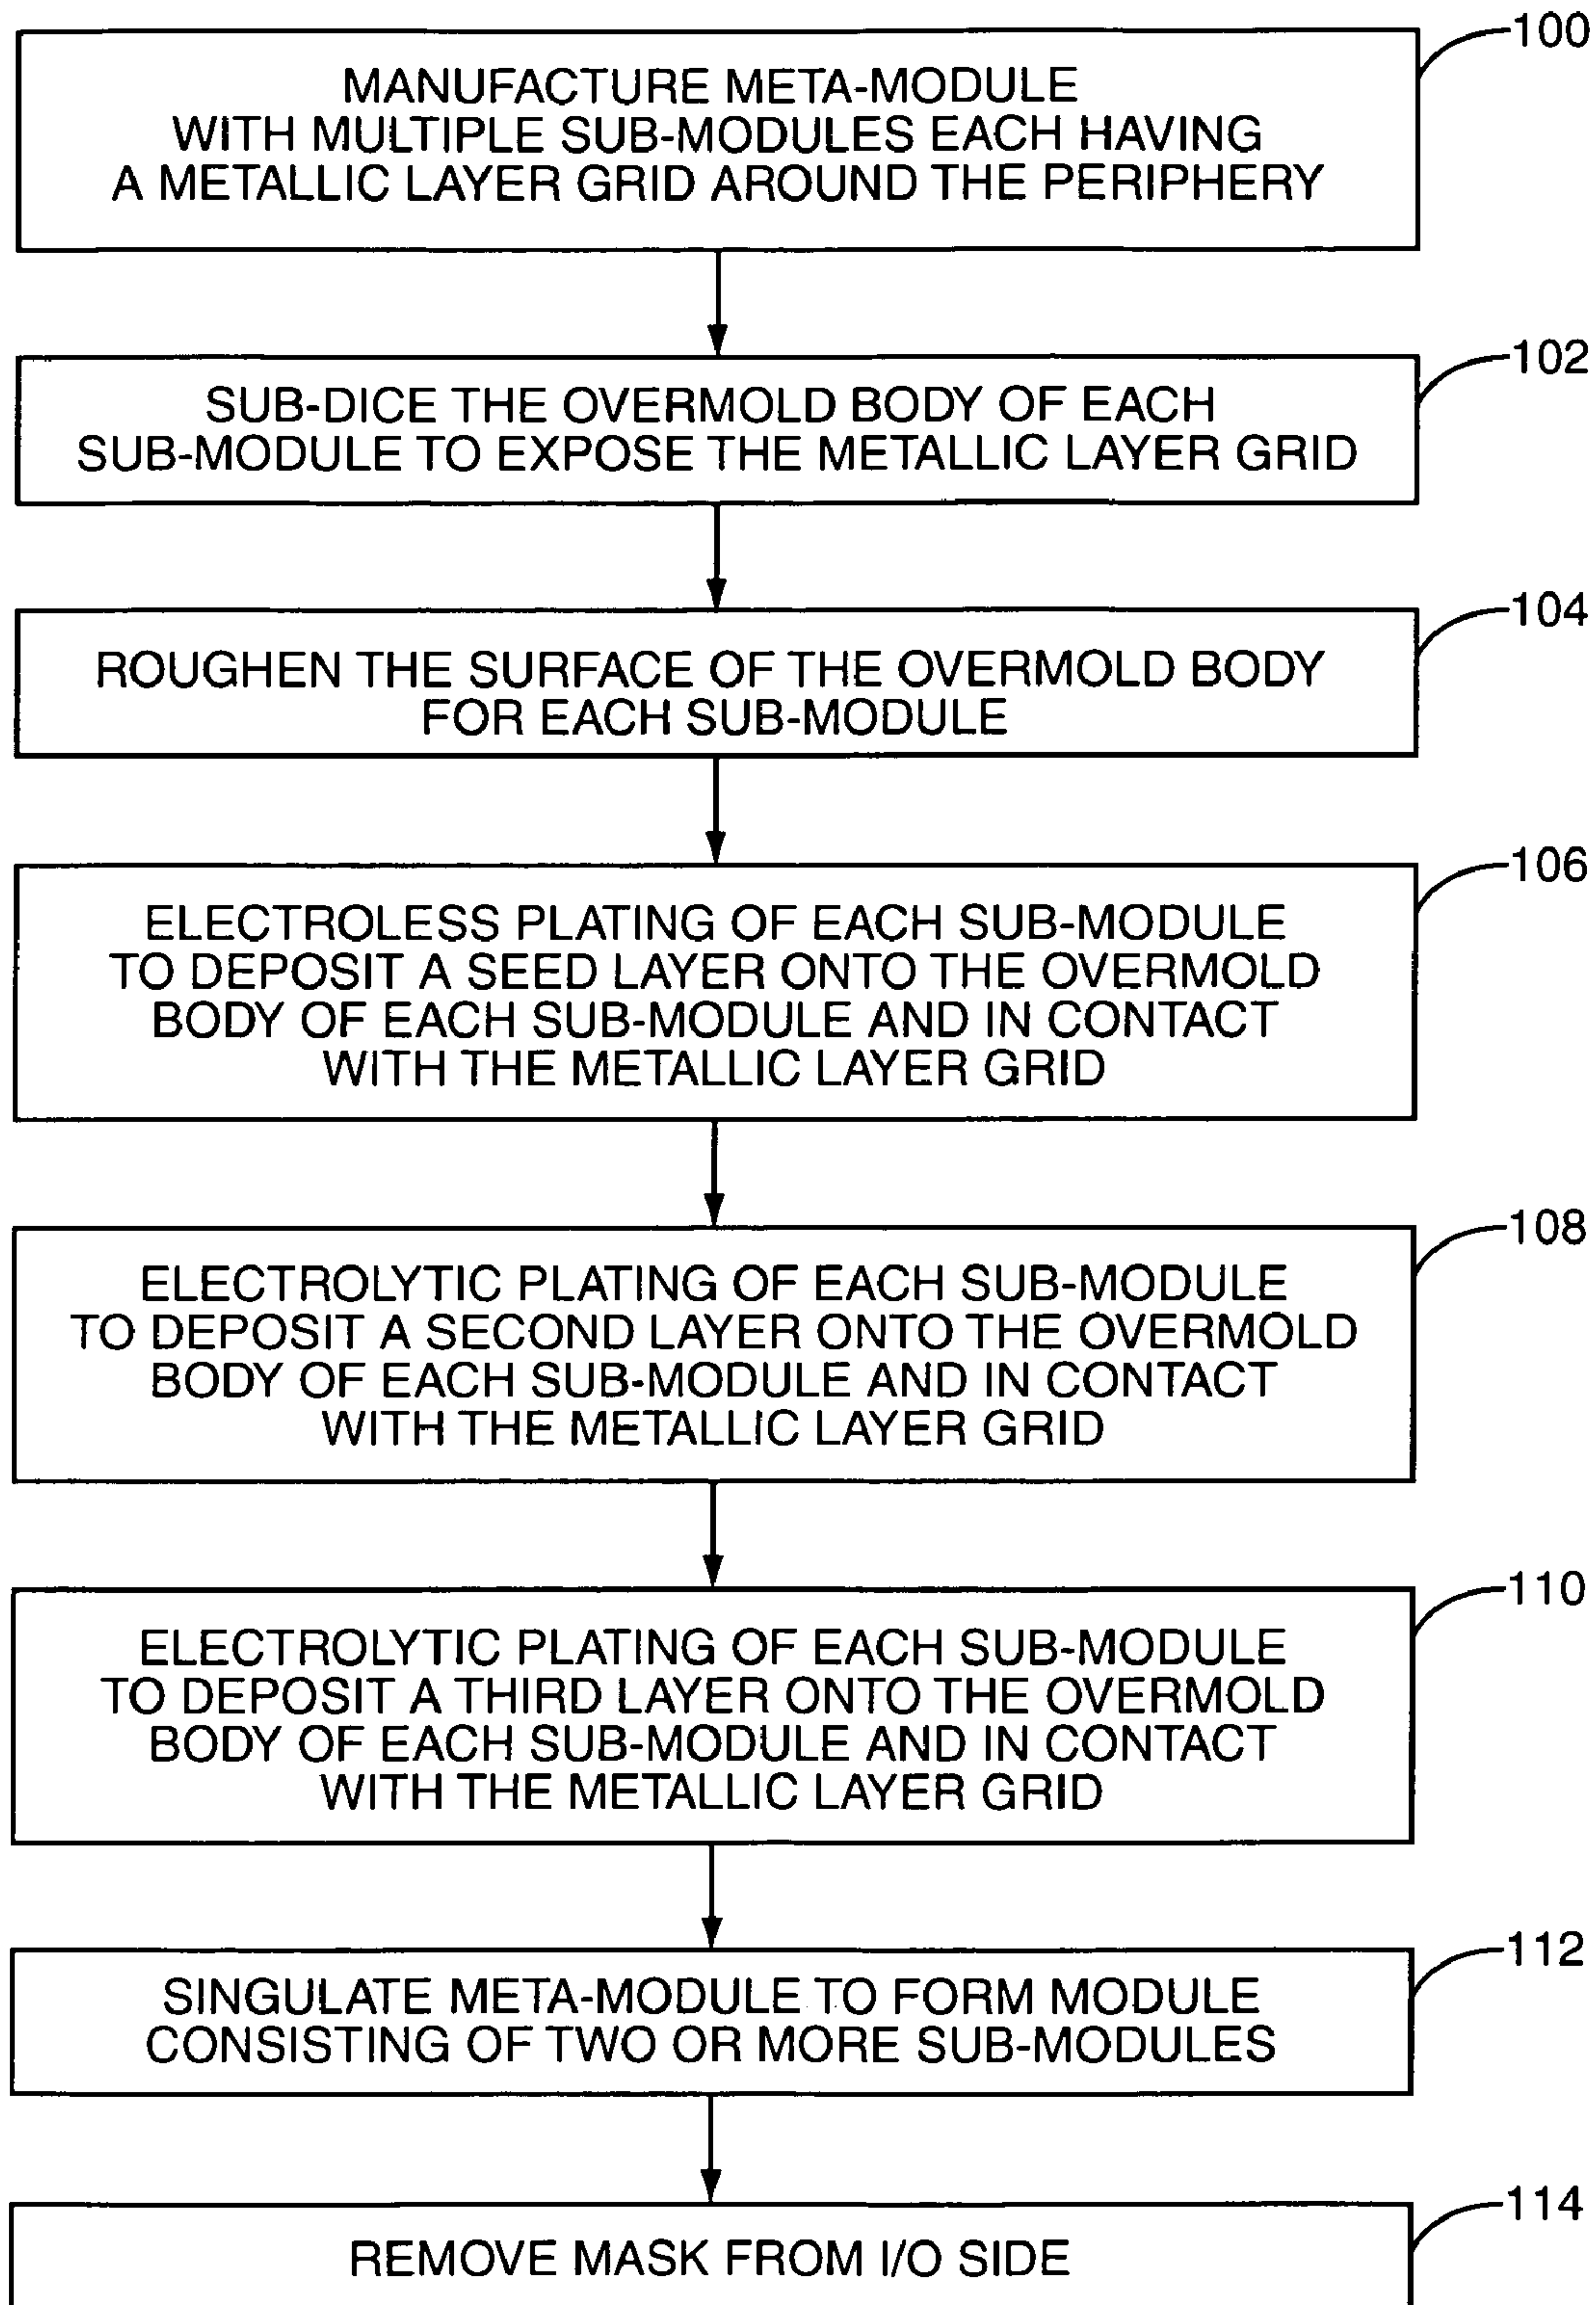 100
MANUFACTURE META-MODULE
WITH MULTIPLE SUB-MODULES EACH HAVING
A METALLIC LAYER GRID AROUND THE PERIPHERY
102
SUB-DICE THE OVERMOLD BODY OF EACH
SUB-MODULE TO EXPOSE THE METALLIC LAYER GRID
104
ROUGHEN THE SURFACE OF THE OVERMOLD BODY
FOR EACH SUB-MODULE
106
ELECTROLESS PLATING OF EACH SUB-MODULE
TO DEPOSIT A SEED LAYER ONTO THE OVERMOLD
BODY OF EACH SUB-MODULE AND IN CONTACT
WITH THE METALLIC LAYER GRID
108
ELECTROLYTIC PLATING OF EACH SUB-MODULE
TO DEPOSIT A SECOND LAYER ONTO THE OVERMOLD
BODY OF EACH SUB-MODULE AND IN CONTACT
WITH THE METALLIC LAYER GRID
110
ELECTROLYTIC PLATING OF EACH SUB-MODULE
TO DEPOSIT A THIRD LAYER ONTO THE OVERMOLD
BODY OF EACH SUB-MODULE AND IN CONTACT
WITH THE METALLIC LAYER GRID
112
SINGULATE META-MODULE TO FORM MODULE
CONSISTING OF TWO OR MORE SUB-MODULES
114
REMOVE MASK FROM I/O SIDE